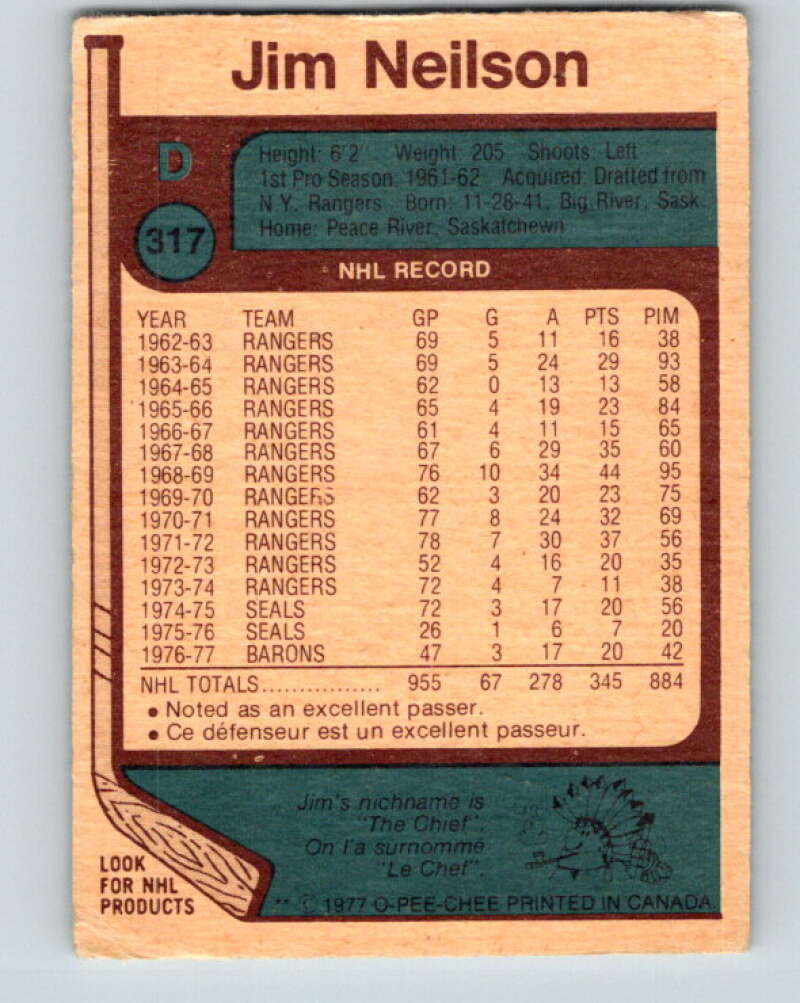 Jim Neilson
D
Height: 6'2" Weight: 205 Shoots: Left
1st Pro Season: 1961-62 Acquired: Drafted from
N.Y. Rangers Born: 11-28-41, Big River, Sask.
Home: Peace River, Saskatchewn
317
NHL RECORD
YEAR TEAM GP G A PTS PIM
1962-63 RANGERS 69 5 11 16 38
1963-64 RANGERS 69 5 24 29 93
1964-65 RANGERS 62 0 13 13 58
1965-66 RANGERS 65 4 19 23 84
1966-67 RANGERS 61 4 11 15 65
1967-68 RANGERS 67 6 29 35 60
1968-69 RANGERS 76 10 34 44 95
1969-70 RANGERS 62 3 20 23 75
1970-71 RANGERS 77 8 24 32 69
1971-72 RANGERS 78 7 30 37 56
1972-73 RANGERS 52 4 16 20 35
1973-74 RANGERS 72 4 7 11 38
1974-75 SEALS 72 3 17 20 56
1975-76 SEALS 26 1 6 7 20
1976-77 BARONS 47 3 17 20 42
NHL TOTALS................ 955 67 278 345 884
• Noted as an excellent passer.
• Ce défenseur est un excellent passeur.
Jim's nichname is
"The Chief".
On l'a surnommé
"Le Chef".
LOOK
FOR NHL
PRODUCTS
** © 1977 O-PEE-CHEE PRINTED IN CANADA.